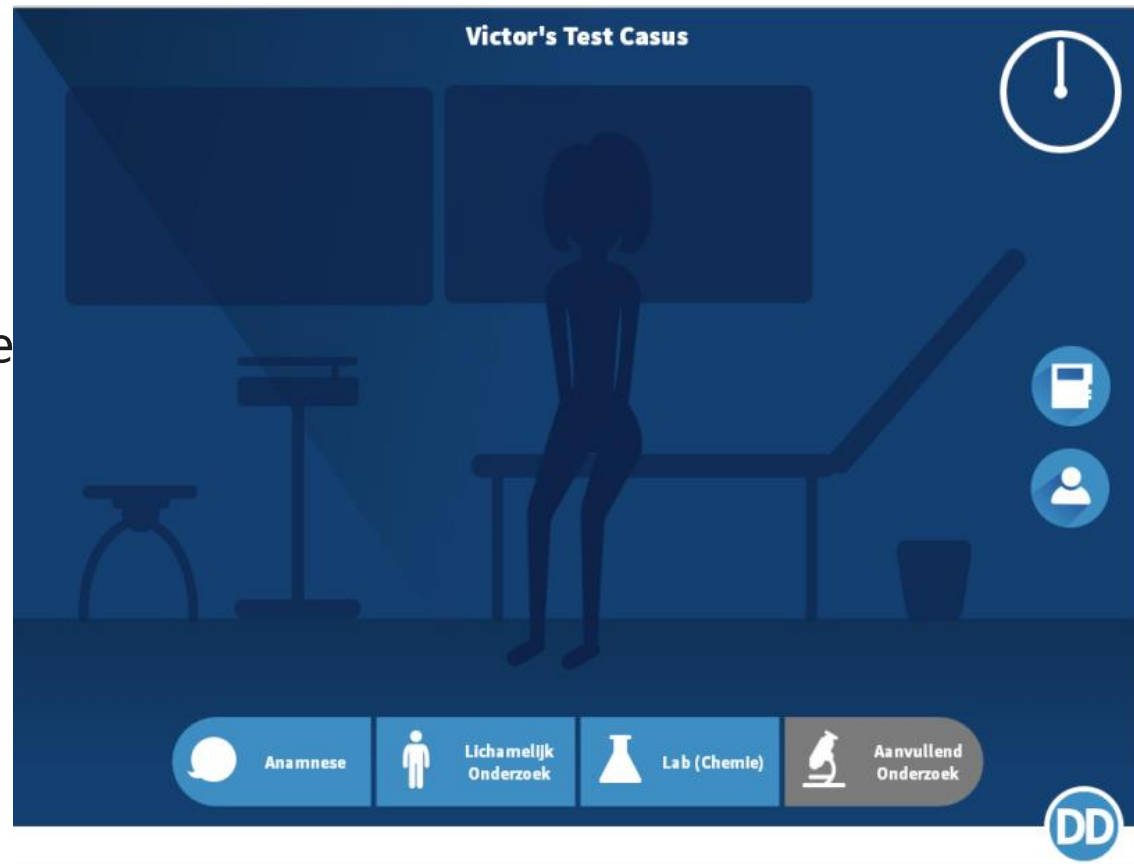 Victor's Test Casus
e
Anamnese
Lichamelijk
Onderzoek
Lab (Chemie)
Aanvullend
Onderzoek
DD